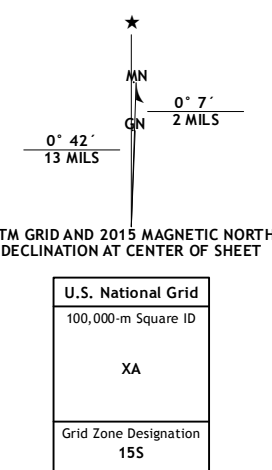 ★
MN
GN
0° 7´
2 MILS
0° 42´
13 MILS
TM GRID AND 2015 MAGNETIC NORTH
DECLINATION AT CENTER OF SHEET
U.S. National Grid
100,000-m Square ID
XA
Grid Zone Designation
15S